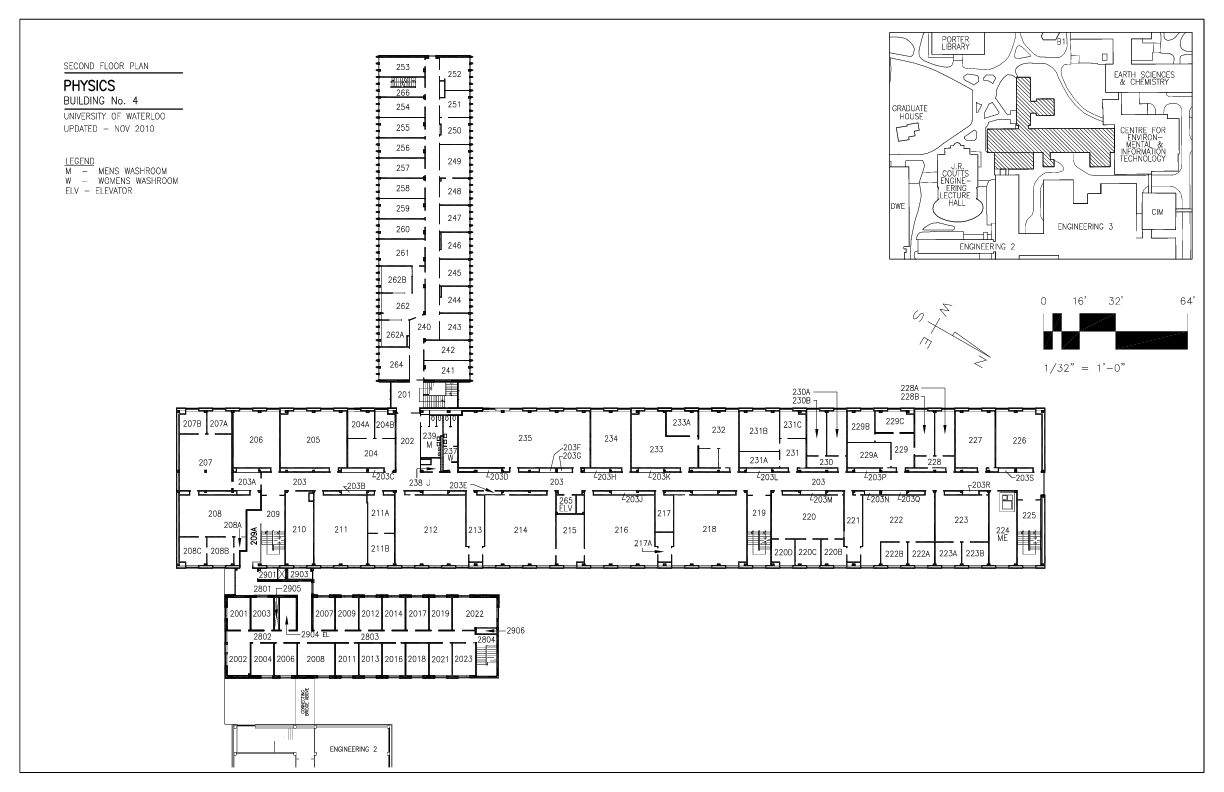 SECOND FLOOR PLAN
PHYSICS
BUILDING No. 4
UNIVERSITY OF WATERLOO
UPDATED – NOV 2010
LEGEND
M – MENS WASHROOM
W – WOMENS WASHROOM
ELV – ELEVATOR
PORTER
LIBRARY
B1
EARTH SCIENCES
& CHEMISTRY
GRADUATE
HOUSE
CENTRE FOR
ENVIRON-
MENTAL &
INFORMATION
TECHNOLOGY
J.R.
COUTTS
ENGINE-
ERING
LECTURE
HALL
DWE
CIM
ENGINEERING 3
ENGINEERING 2
S W
E N
0 16' 32' 64'
1/32" = 1'-0"
253 252
266
254 251
255 250
256
257 249
258 248
259 247
260 246
261
262B 245
262 244
240 243
262A
242
264 241
201
207B 207A
206
205
204A 204B
204
202
239
M
237
W
235
203F
203G
234
233
233A
232
231B
231C
231A
231
230A
230B
230
229B
229C
229A
229
228A
228B
228
227
226
207
203A
203
203B
203C
238 J
203E
203D
203
203H
203J
203K
203L
203
203M
203P
203N
203Q
203R
203S
208
208A
209A
209
208C 208B
210
211
211A
211B
212
213
214
265
ELV
215
216
217
217A
218
219
220
220D 220C 220B
221
222
222B 222A
223
223A 223B
224
ME
225
2901 X 2903
2801 2905
2001 2003 2007 2009 2012 2014 2017 2019 2022
2904 EL
2906
2802 2803 2804
2002 2004 2006 2008 2011 2013 2016 2018 2021 2023
CONNECTING
BRIDGE ABOVE
ENGINEERING 2